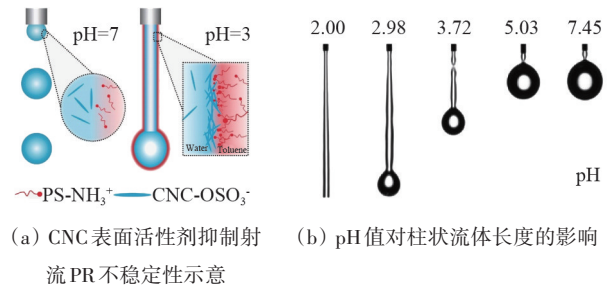 pH=7
pH=3
Water
Toluene
PS-NH₃⁺
CNC-OSO₃⁻
(a) CNC表面活性剂抑制射
流PR不稳定性示意
2.00 2.98 3.72 5.03 7.45
pH
(b) pH值对柱状流体长度的影响